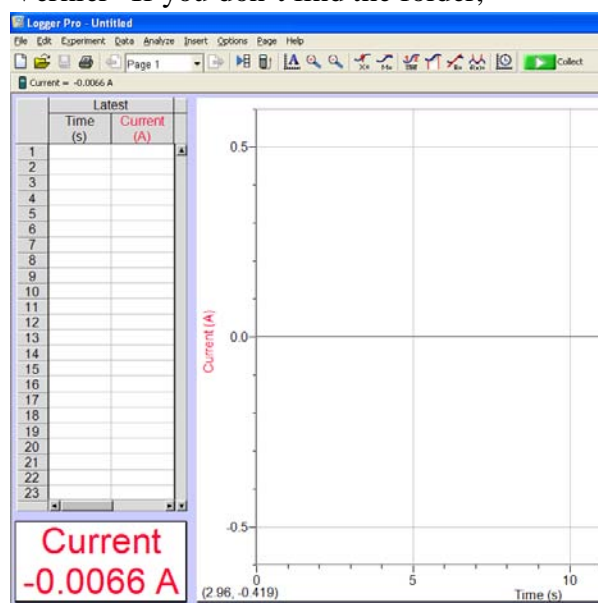 Vernier" If you don't find the folder,
Logger Pro - Untitled
File Edit Experiment Data Analyze Insert Options Page Help
Page 1
Collect
Current = -0.0066 A
Latest
Time Current
(s) (A)
1
2
3
4
5
6
7
8
9
10
11
12
13
14
15
16
17
18
19
20
21
22
23
Current
-0.0066 A
Current (A)
0.5
0.0
-0.5
0 5 10
(2.96, -0.419)
Time (s)